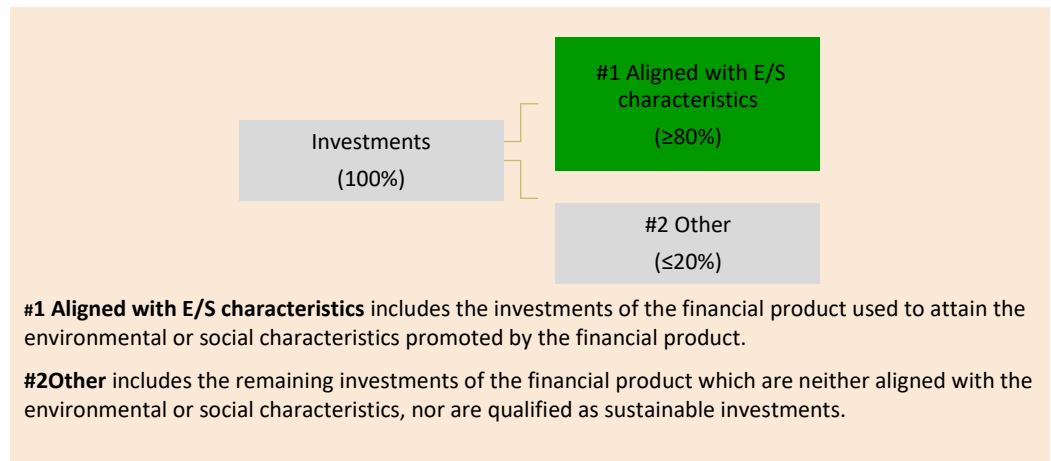 #1 Aligned with E/S
characteristics
(≥80%)
Investments
(100%)
#2 Other
(≤20%)
#1 Aligned with E/S characteristics includes the investments of the financial product used to attain the
environmental or social characteristics promoted by the financial product.
#2Other includes the remaining investments of the financial product which are neither aligned with the
environmental or social characteristics, nor are qualified as sustainable investments.